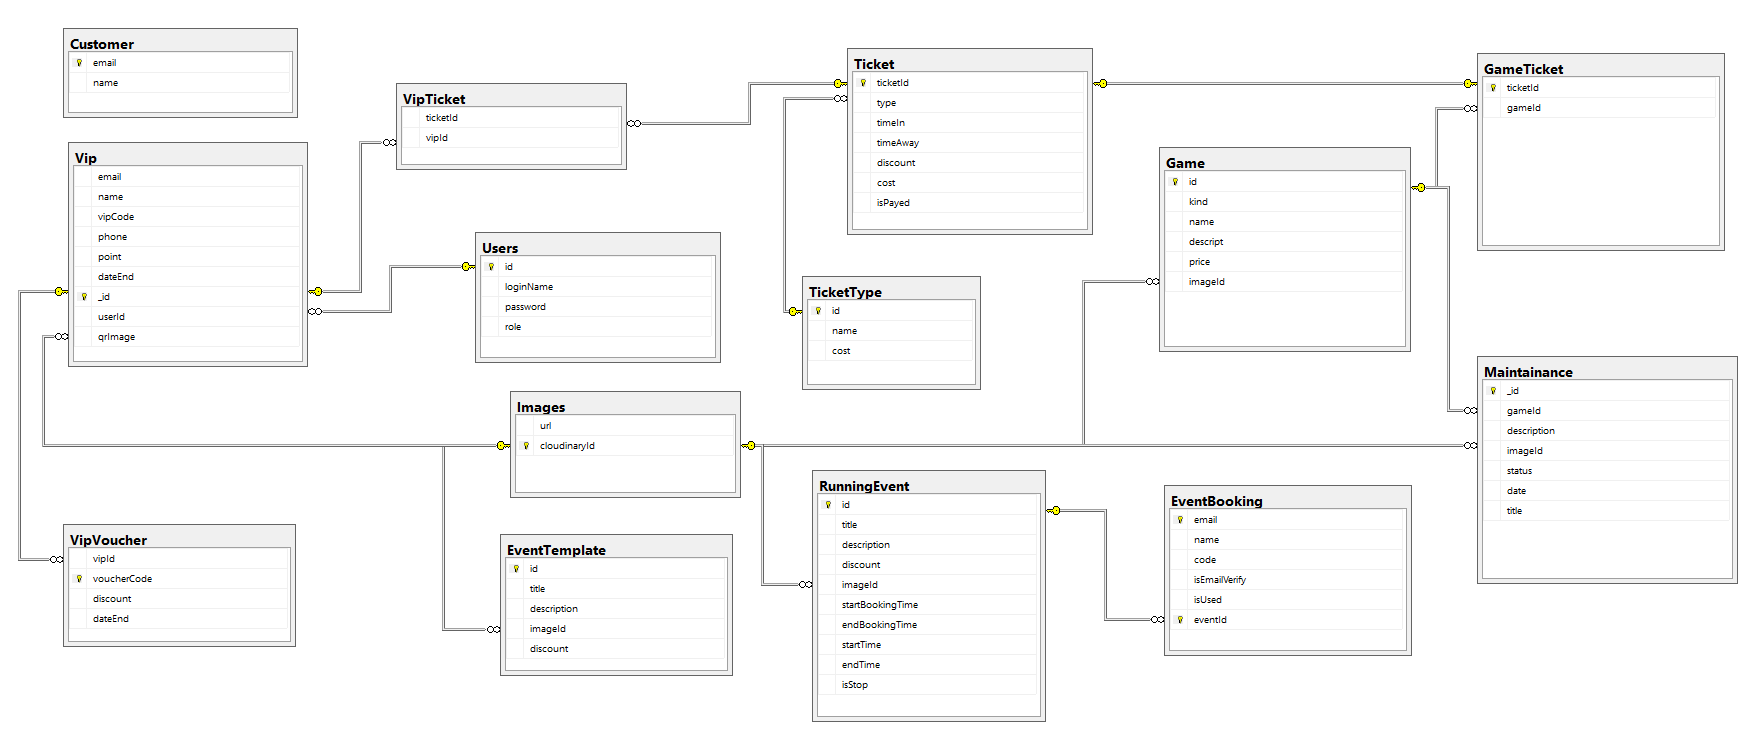 Customer
email
name
Vip
email
name
vipCode
phone
point
dateEnd
_id
userId
qrImage
VipVoucher
vipId
voucherCode
discount
dateEnd
VipTicket
ticketId
vipId
Users
id
loginName
password
role
Images
url
cloudinaryId
EventTemplate
id
title
description
imageId
discount
Ticket
ticketId
type
timeIn
timeAway
discount
cost
isPayed
TicketType
id
name
cost
RunningEvent
id
title
description
discount
imageId
startBookingTime
endBookingTime
startTime
endTime
isStop
Game
id
kind
name
descript
price
imageId
EventBooking
email
name
code
isEmailVerify
isUsed
eventId
GameTicket
ticketId
gameId
Maintainance
_id
gameId
description
imageId
status
date
title